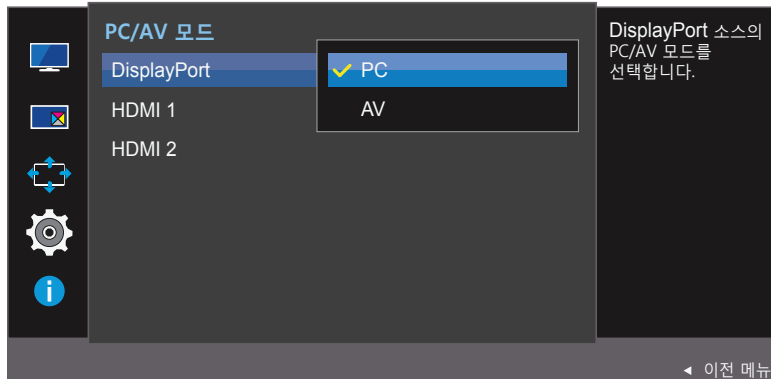 PC/AV 모드
DisplayPort
PC
HDMI 1
AV
HDMI 2
DisplayPort 소스의
PC/AV 모드를
선택합니다.
이전 메뉴